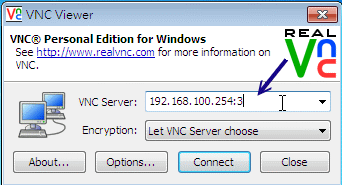 VNC Viewer
VNC® Personal Edition for Windows
See http://www.realvnc.com for more information on
VNC.
REAL
VNC
VNC Server: 192.168.100.254:3
Encryption: Let VNC Server choose
About... Options... Connect Close